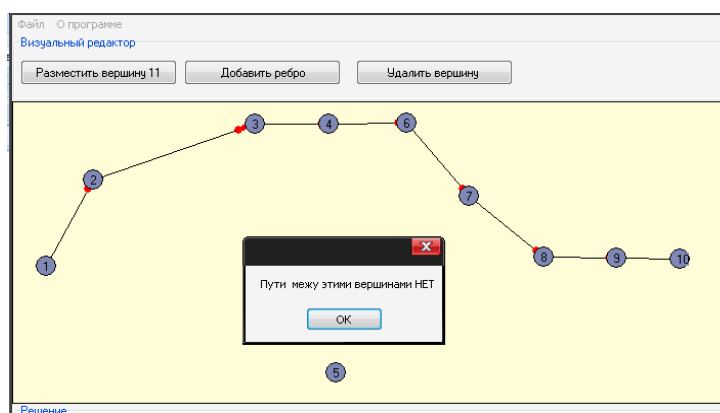 Файл О программе
Визуальный редактор
Разместить вершину 11 Добавить ребро Удалить вершину
3 4 6
2
7
8 9 10
1
Пути межу этими вершинами НЕТ
OK
5
Решение